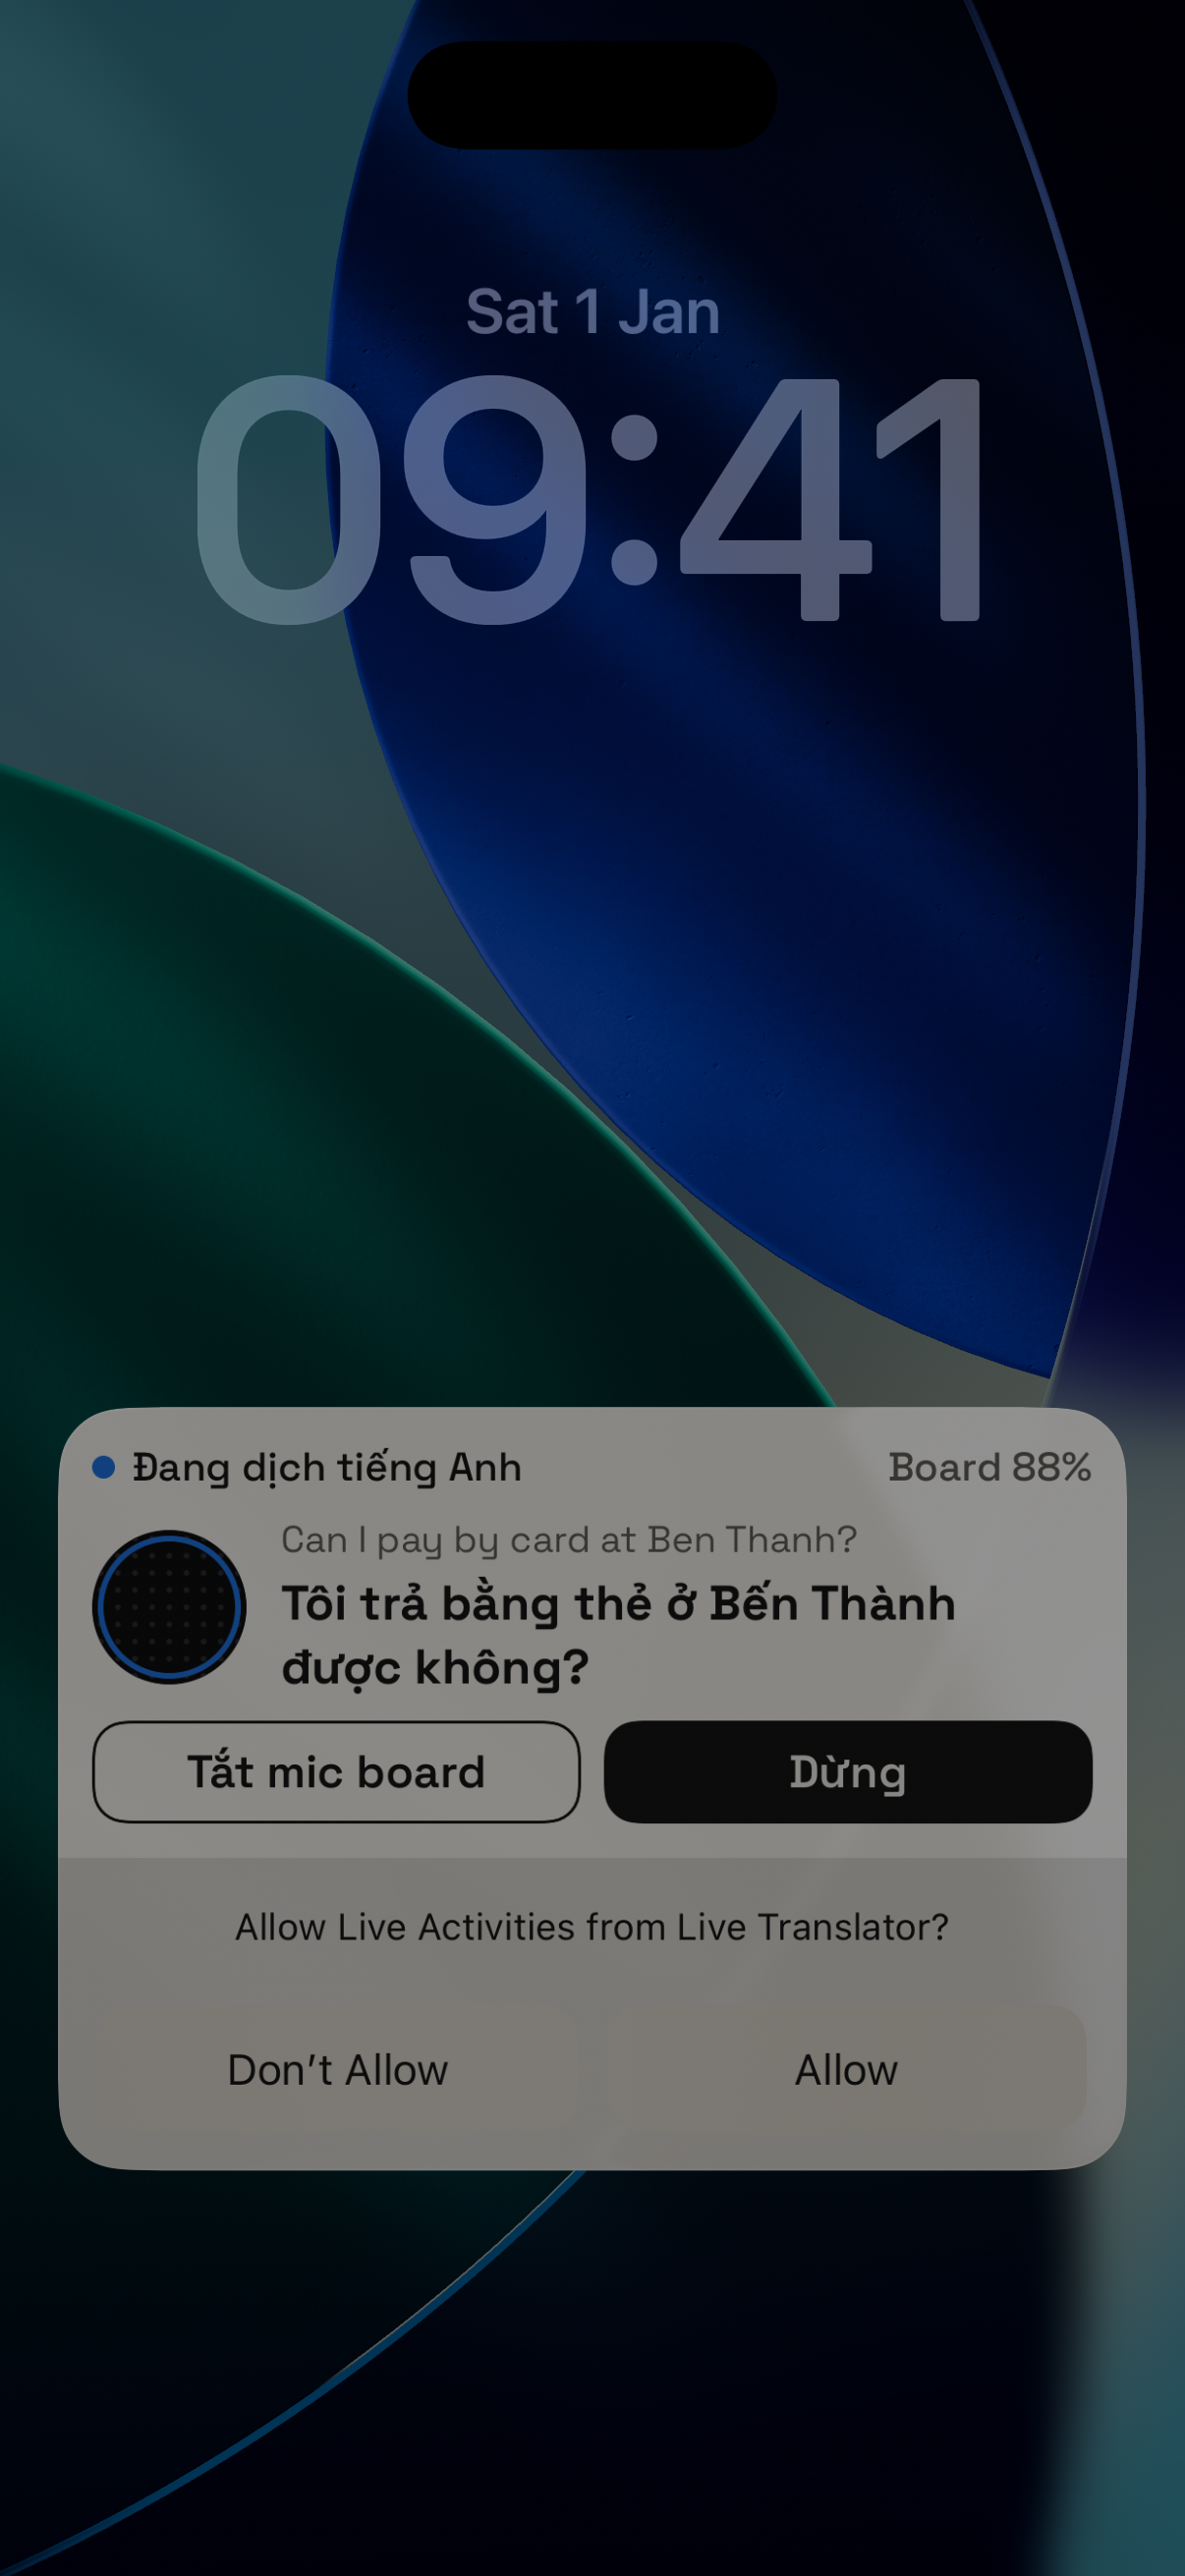 Sat 1 Jan
09:41
Đang dịch tiếng Anh
Board 88%
Can I pay by card at Ben Thanh?
Tôi trả bằng thẻ ở Bến Thành
được không?
Tắt mic board
Dừng
Allow Live Activities from Live Translator?
Don’t Allow
Allow